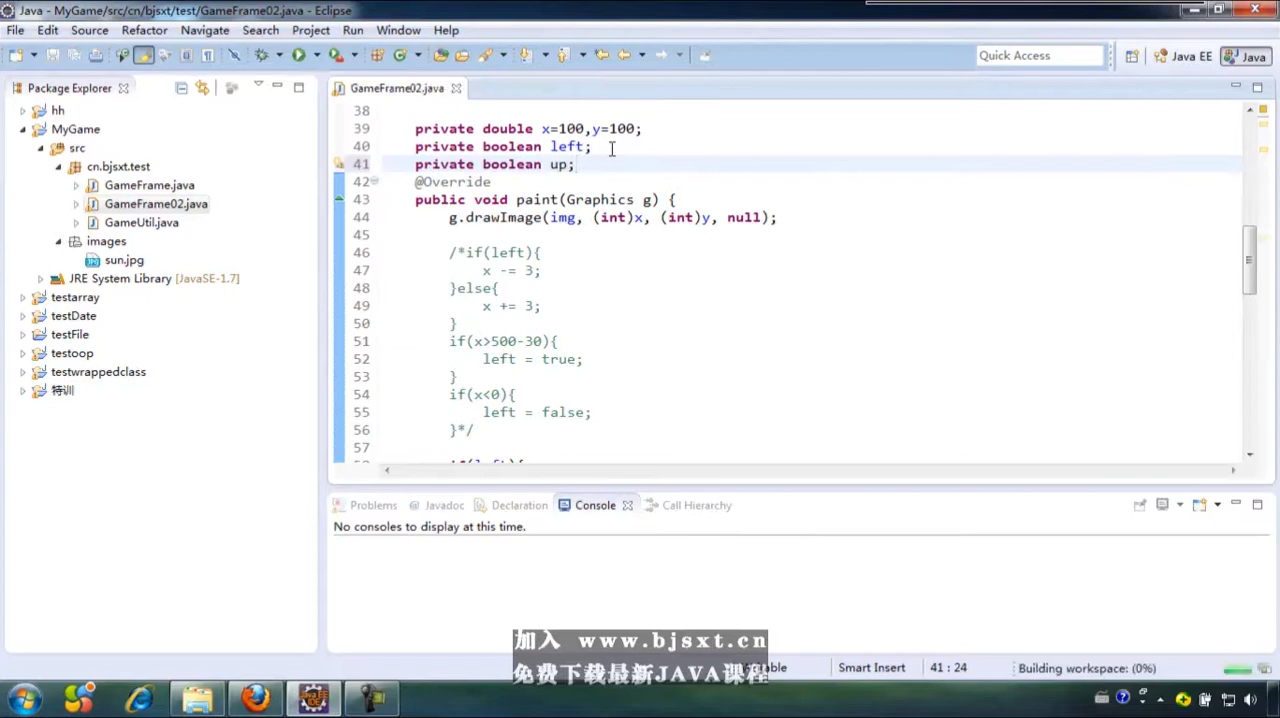 Java - MyGame/src/cn/bjsxt/test/GameFrame02.java - Eclipse
File Edit Source Refactor Navigate Search Project Run Window Help
Quick Access Java EE Java
Package Explorer
hh
MyGame
src
cn.bjsxt.test
GameFrame.java
GameFrame02.java
GameUtil.java
images
sun.jpg
JRE System Library [JavaSE-1.7]
testarray
testDate
testFile
testoop
testwrappedclass
特训
GameFrame02.java
38
39 private double x=100,y=100;
40 private boolean left;
41 private boolean up;
42 @Override
43 public void paint(Graphics g) {
44 g.drawImage(img, (int)x, (int)y, null);
45
46 /*if(left){
47 x -= 3;
48 }else{
49 x += 3;
50 }
51 if(x>500-30){
52 left = true;
53 }
54 if(x<0){
55 left = false;
56 }*/
57
Problems @ Javadoc Declaration Console Call Hierarchy
No consoles to display at this time.
加入 www.bjsxt.cn
免费下载最新JAVA课程
Smart Insert 41 : 24 Building workspace: (0%)